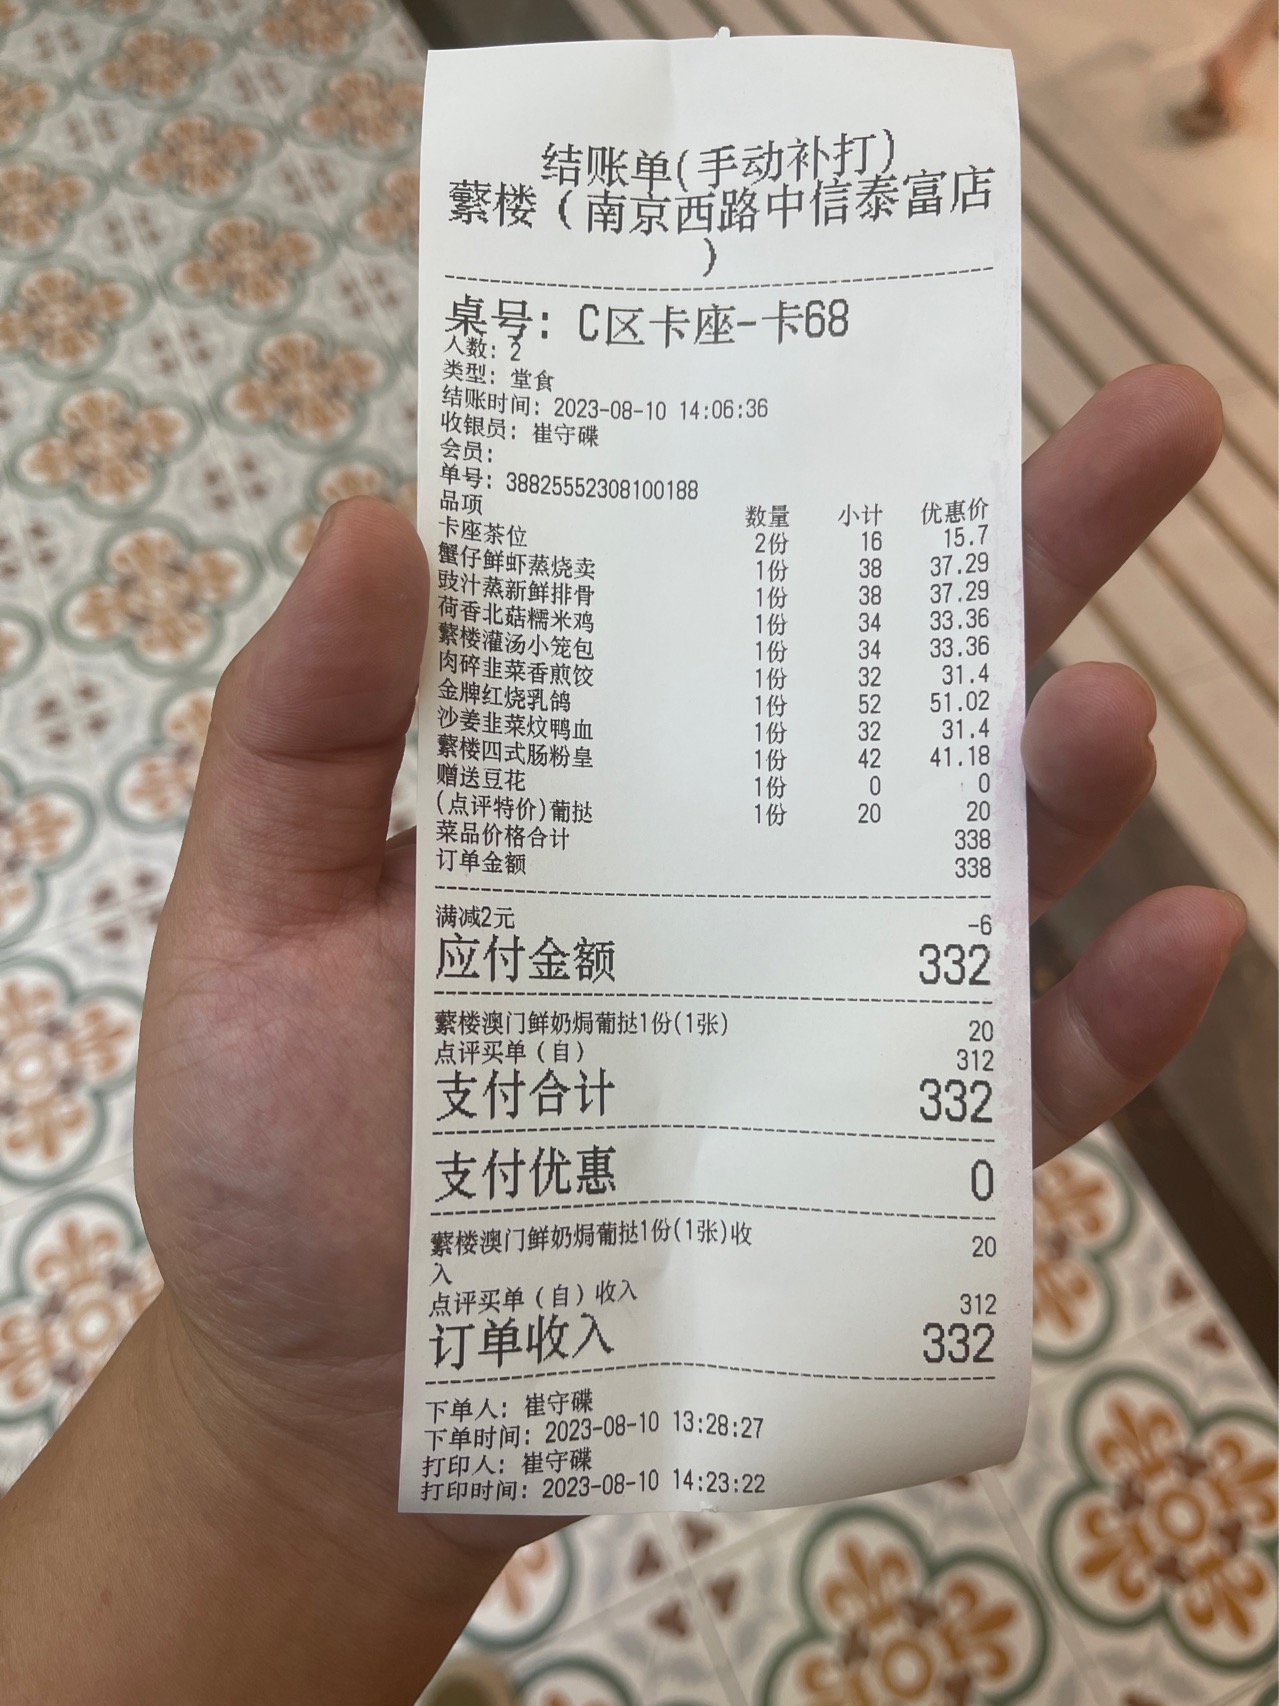 结账单(手动补打)
蘩楼（南京西路中信泰富店
）
桌号: C区卡座-卡68
人数: 2
类型: 堂食
结账时间: 2023-08-10 14:06:36
收银员: 崔守碟
会员:
单号: 38825552308100188
品项 数量 小计 优惠价
卡座茶位 2份 16 15.7
蟹仔鲜虾蒸烧卖 1份 38 37.29
豉汁蒸新鲜排骨 1份 38 37.29
荷香北菇糯米鸡 1份 34 33.36
蘩楼灌汤小笼包 1份 34 33.36
肉碎韭菜香煎饺 1份 32 31.4
金牌红烧乳鸽 1份 52 51.02
沙姜韭菜炆鸭血 1份 32 31.4
蘩楼四式肠粉皇 1份 42 41.18
赠送豆花 1份 0 0
(点评特价)葡挞 1份 20 20
菜品价格合计 338
订单金额 338
满减2元 -6
应付金额 332
蘩楼澳门鲜奶焗葡挞1份(1张) 20
点评买单（自） 312
支付合计 332
支付优惠 0
蘩楼澳门鲜奶焗葡挞1份(1张)收 20
入
点评买单（自）收入 312
订单收入 332
下单人: 崔守碟
下单时间: 2023-08-10 13:28:27
打印人: 崔守碟
打印时间: 2023-08-10 14:23:22